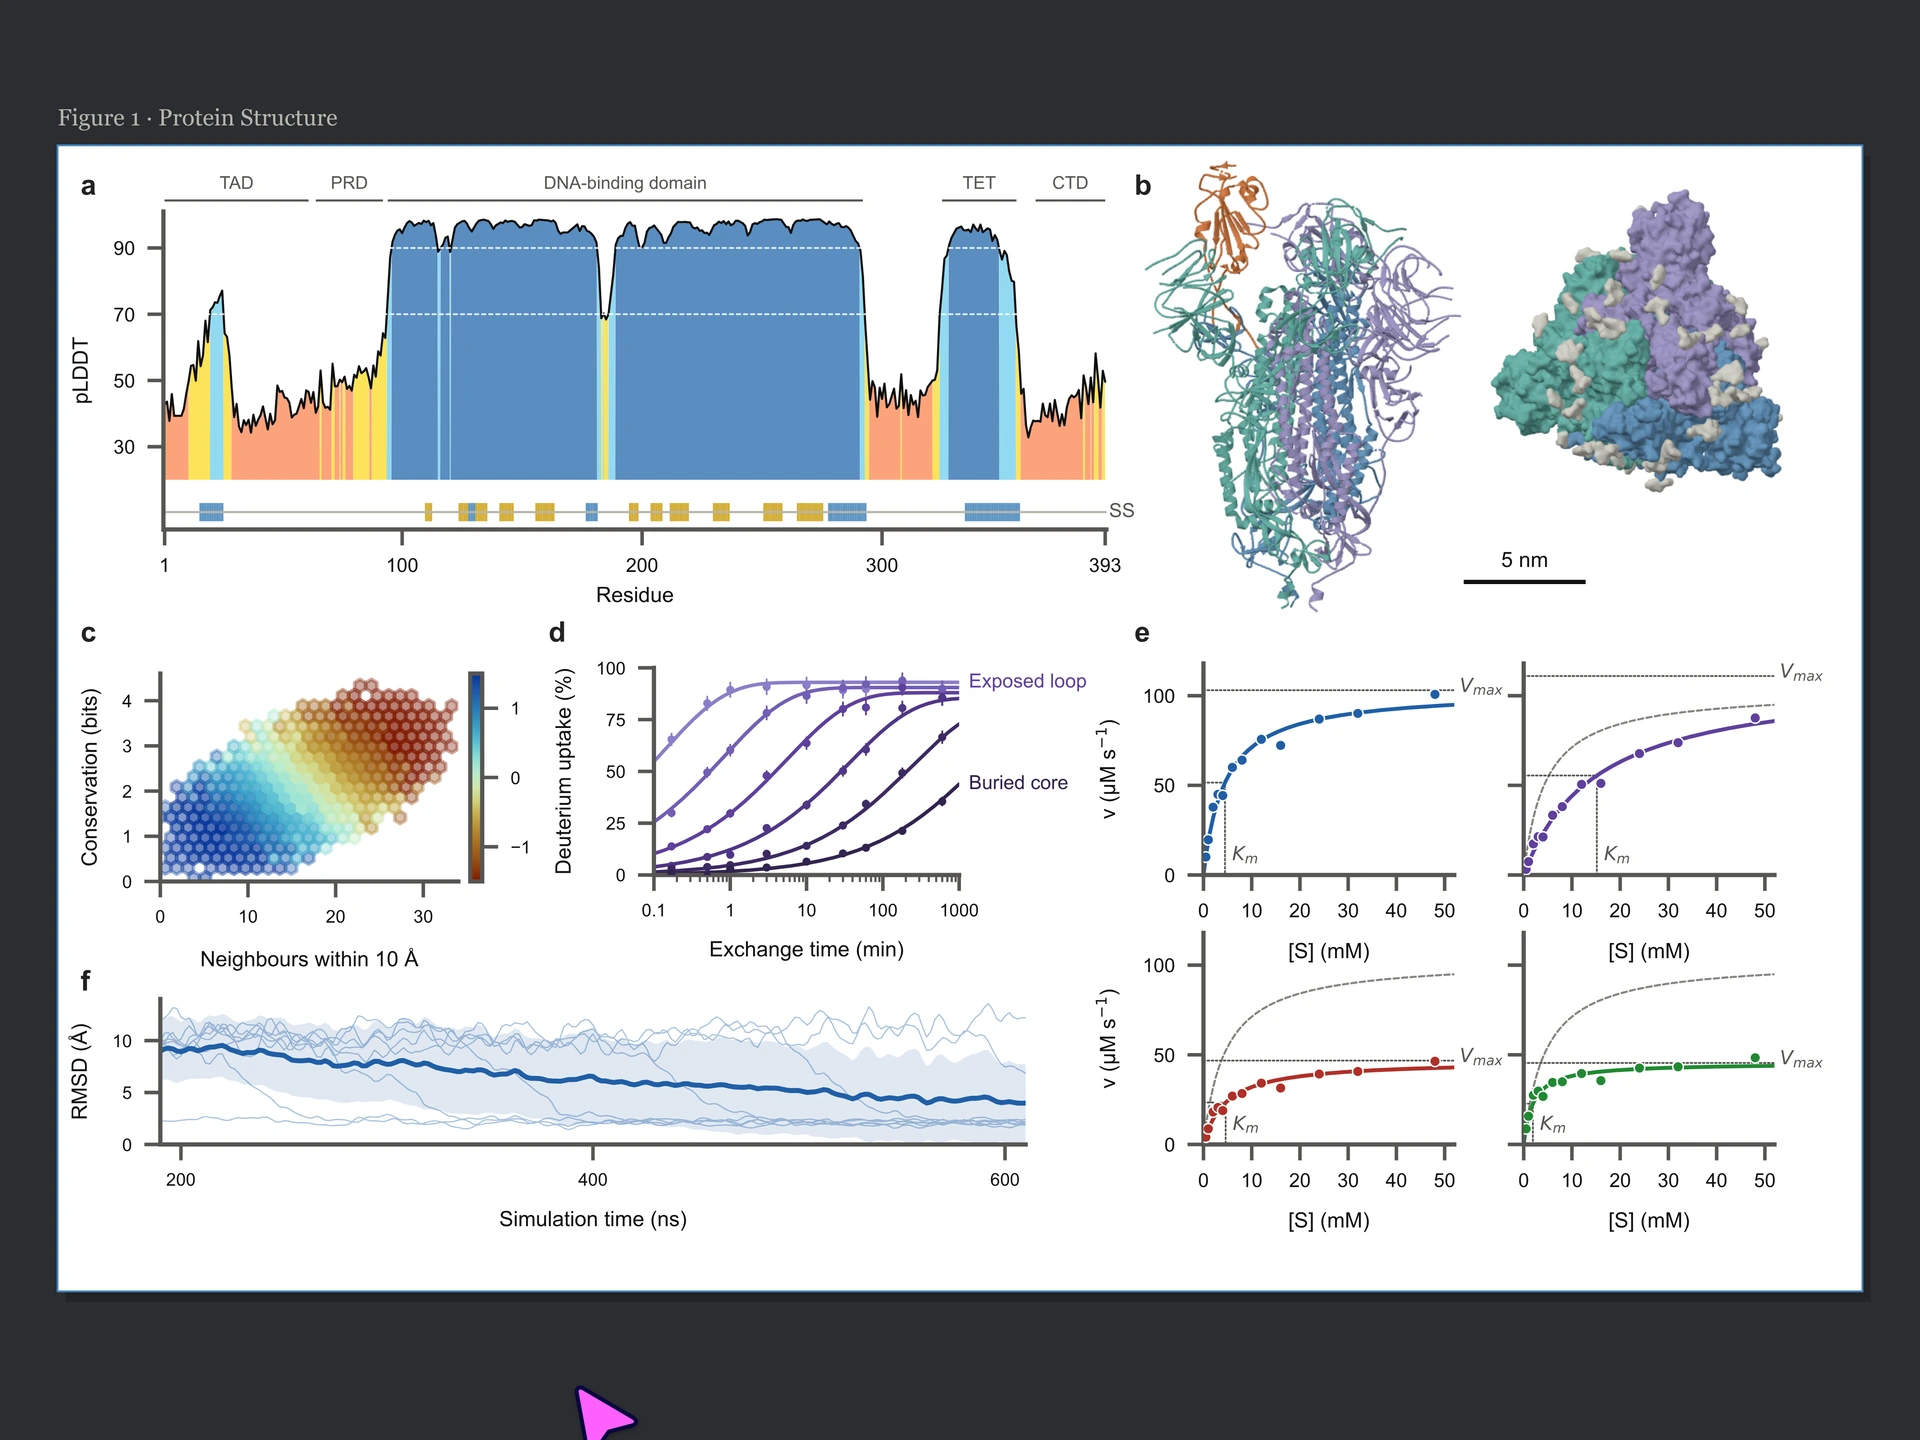 Figure 1 · Protein Structure
a
TAD
PRD
DNA-binding domain
TET
CTD
90
70
50
30
pLDDT
SS
1
100
200
300
393
Residue
b
5 nm
c
Conservation (bits)
4
3
2
1
0
0
10
20
30
Neighbours within 10 Å
1
0
−1
d
Deuterium uptake (%)
100
75
50
25
0
0.1
1
10
100
1000
Exchange time (min)
Exposed loop
Buried core
e
v (µM s⁻¹)
100
50
0
Vmax
Km
0
10
20
30
40
50
[S] (mM)
Vmax
Km
0
10
20
30
40
50
[S] (mM)
v (µM s⁻¹)
100
50
0
Vmax
Km
0
10
20
30
40
50
[S] (mM)
Vmax
Km
0
10
20
30
40
50
[S] (mM)
f
RMSD (Å)
10
5
0
200
400
600
Simulation time (ns)